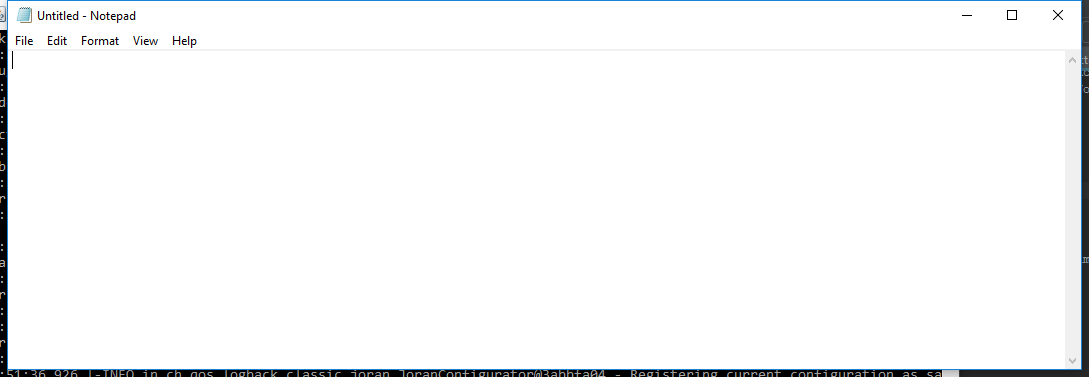 Untitled - Notepad
File Edit Format View Help
:51:36,926 |-INFO in ch.qos.logback.classic.joran.JoranConfigurator@3abbfa04 - Registering current configuration as sa